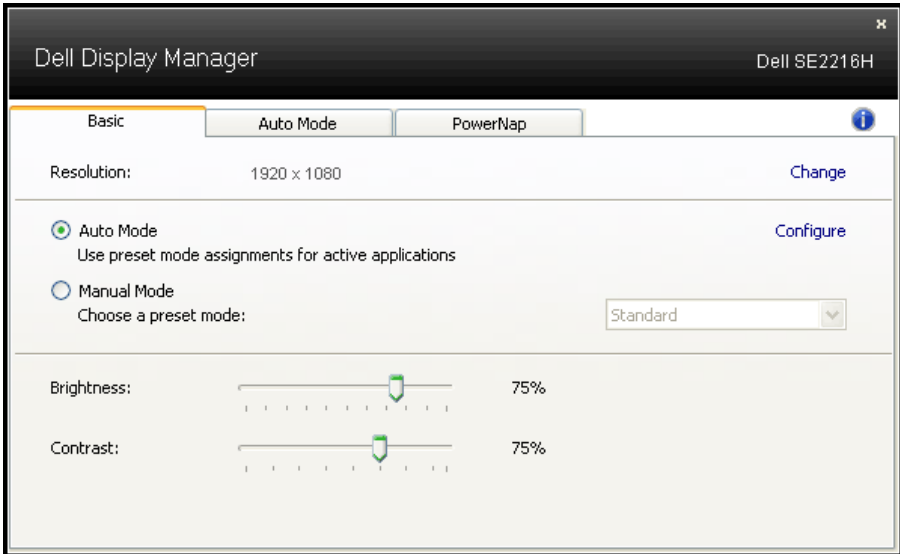 x
Dell Display Manager
Dell SE2216H
Basic Auto Mode PowerNap i
Resolution: 1920 x 1080 Change
Auto Mode Configure
Use preset mode assignments for active applications
Manual Mode
Choose a preset mode: Standard
Brightness: 75%
Contrast: 75%